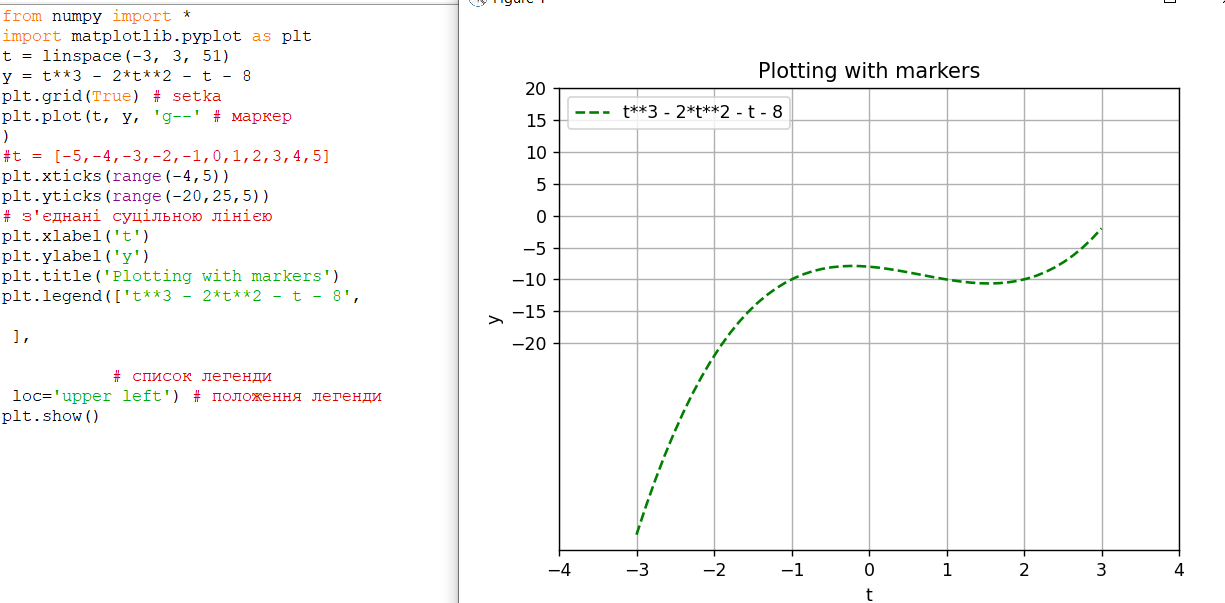 from numpy import *
import matplotlib.pyplot as plt
t = linspace(-3, 3, 51)
y = t**3 - 2*t**2 - t - 8
plt.grid(True) # setka
plt.plot(t, y, 'g--' # маркер
)
#t = [-5,-4,-3,-2,-1,0,1,2,3,4,5]
plt.xticks(range(-4,5))
plt.yticks(range(-20,25,5))
# з'єднані суцільною лінією
plt.xlabel('t')
plt.ylabel('y')
plt.title('Plotting with markers')
plt.legend(['t**3 - 2*t**2 - t - 8',
],
# список легенди
loc='upper left') # положення легенди
plt.show()
Plotting with markers
t**3 - 2*t**2 - t - 8
20
15
10
5
0
−5
−10
−15
−20
y
−4 −3 −2 −1 0 1 2 3 4
t